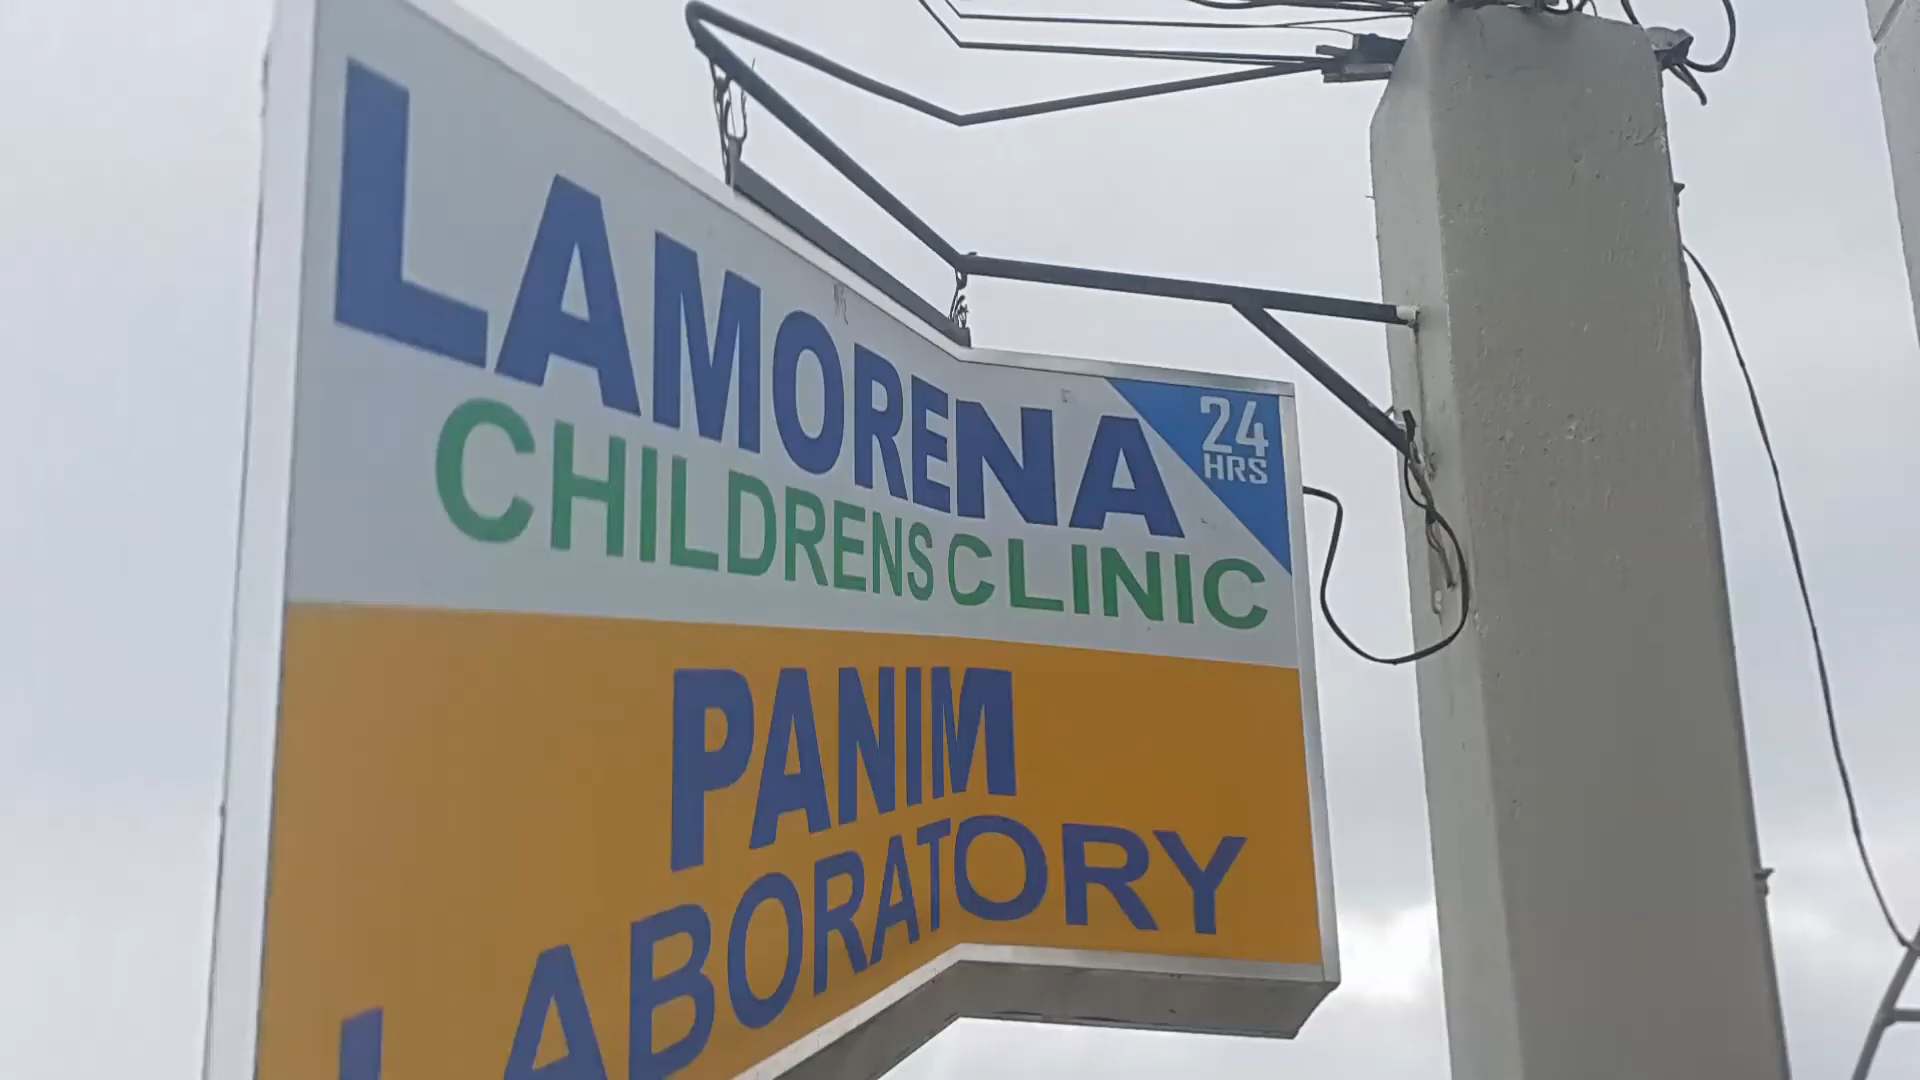 LAMORENA
24
HRS
CHILDRENS CLINIC
PANIM
LABORATORY